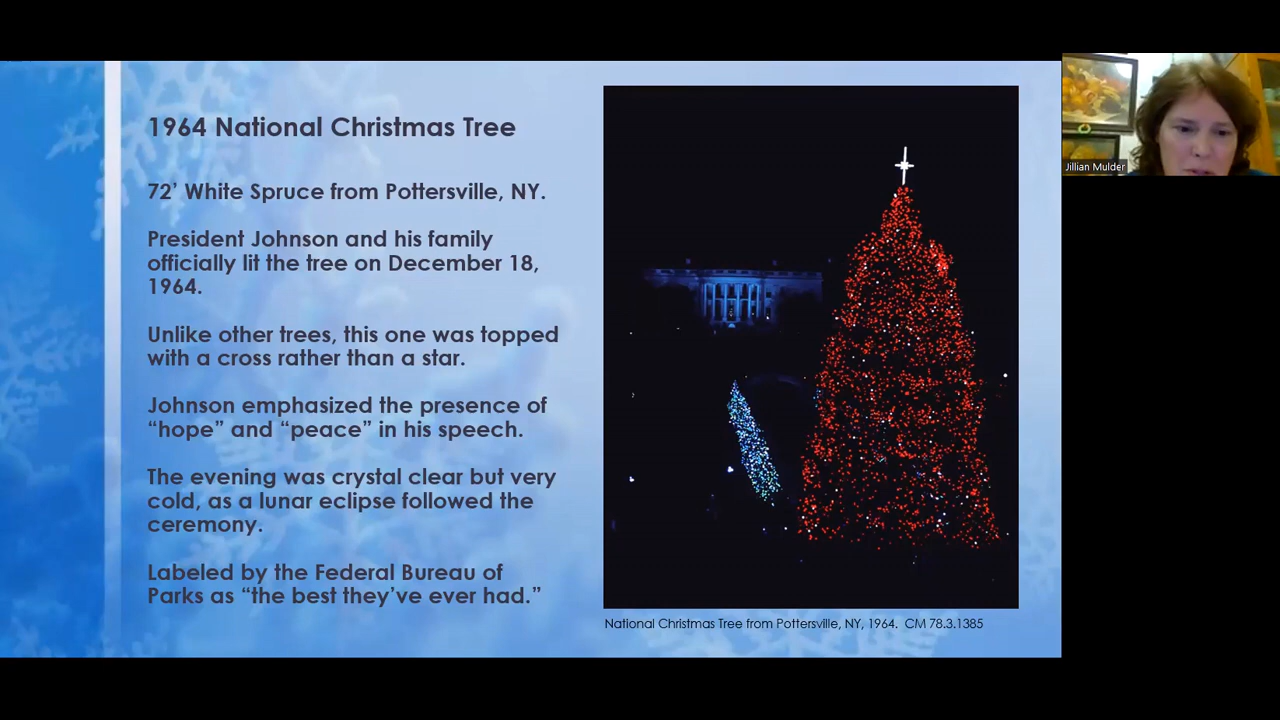 1964 National Christmas Tree
72’ White Spruce from Pottersville, NY.
President Johnson and his family
officially lit the tree on December 18,
1964.
Unlike other trees, this one was topped
with a cross rather than a star.
Johnson emphasized the presence of
“hope” and “peace” in his speech.
The evening was crystal clear but very
cold, as a lunar eclipse followed the
ceremony.
Labeled by the Federal Bureau of
Parks as “the best they’ve ever had.”
National Christmas Tree from Pottersville, NY, 1964.  CM 78.3.1385
Jillian Mulder